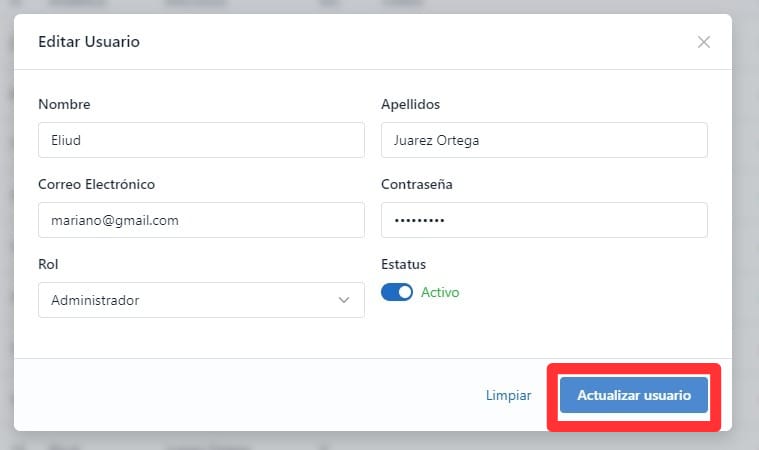 Editar Usuario
Nombre Apellidos
Eliud Juarez Ortega
Correo Electrónico Contraseña
mariano@gmail.com •••••••••
Rol Estatus
Administrador Activo
Limpiar Actualizar usuario